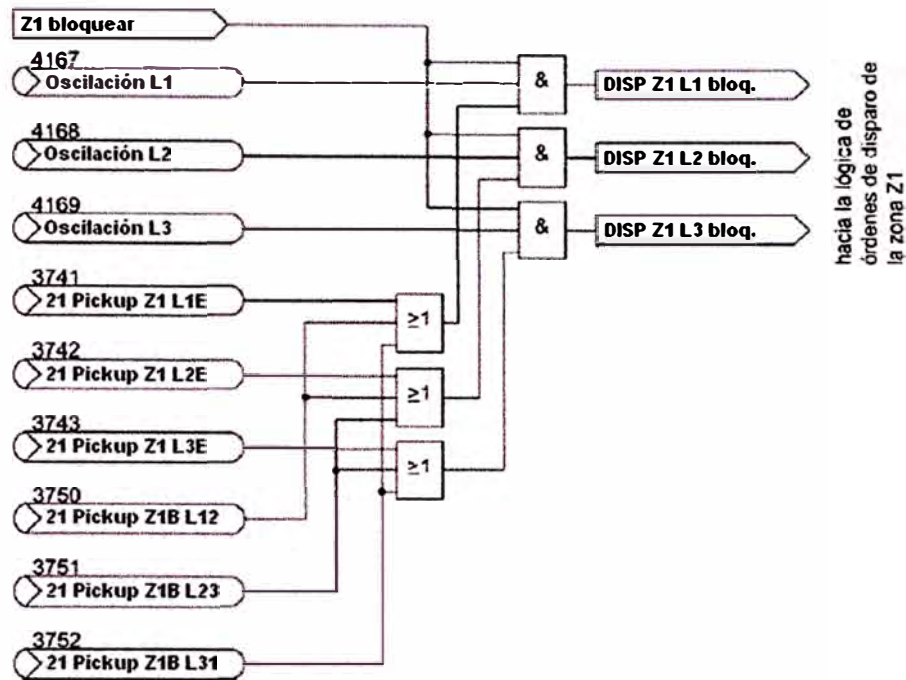 Z1 bloquear
4167
Oscilación L1
4168
Oscilación L2
4169
Oscilación L3
3741
21 Pickup Z1 L1E
3742
21 Pickup Z1 L2E
3743
21 Pickup Z1 L3E
3750
21 Pickup Z1B L12
3751
21 Pickup Z1B L23
3752
21 Pickup Z1B L31
≥1
≥1
≥1
&
&
&
DISP Z1 L1 bloq.
DISP Z1 L2 bloq.
DISP Z1 L3 bloq.
hacia la lógica de
órdenes de disparo de
la zona Z1